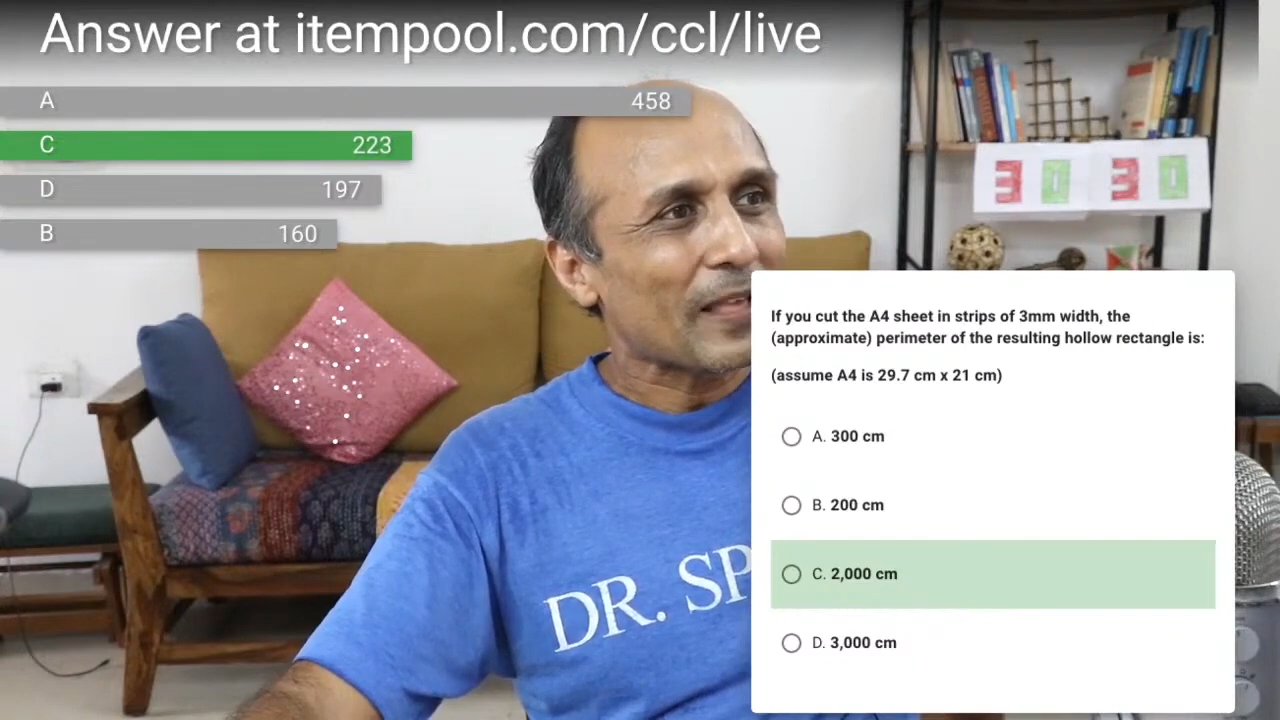 Answer at itempool.com/ccl/live
A 458
C 223
D 197
B 160
3 0 3 0
If you cut the A4 sheet in strips of 3mm width, the
(approximate) perimeter of the resulting hollow rectangle is:
(assume A4 is 29.7 cm x 21 cm)
A. 300 cm
B. 200 cm
C. 2,000 cm
D. 3,000 cm
DR. SP